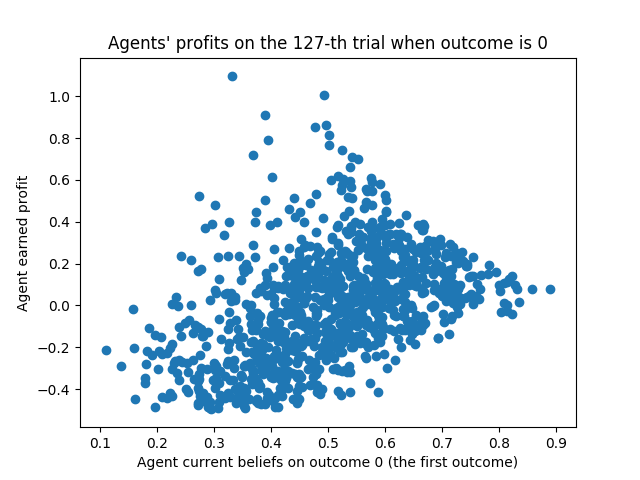 Agents' profits on the 127-th trial when outcome is 0
Agent earned profit
1.0
0.8
0.6
0.4
0.2
0.0
−0.2
−0.4
0.1 0.2 0.3 0.4 0.5 0.6 0.7 0.8 0.9
Agent current beliefs on outcome 0 (the first outcome)